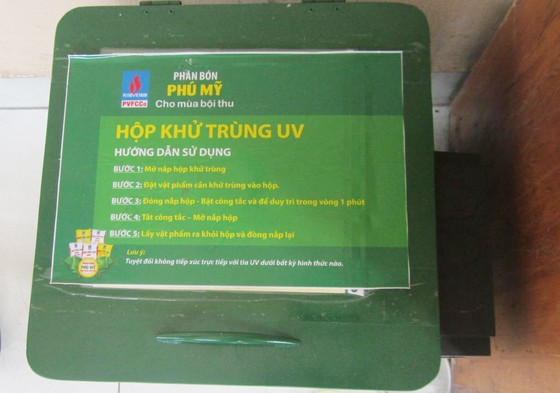 PHÂN BÓN
PHÚ MỸ
Cho mùa bội thu
PETROVIETNAM
PVFCCo
HỘP KHỬ TRÙNG UV
HƯỚNG DẪN SỬ DỤNG
BƯỚC 1: Mở nắp hộp khử trùng
BƯỚC 2: Đặt vật phẩm cần khử trùng vào hộp.
BƯỚC 3: Đóng nắp hộp - Bật công tắc và để duy trì trong vòng 1 phút
BƯỚC 4: Tắt công tắc – Mở nắp hộp
BƯỚC 5: Lấy vật phẩm ra khỏi hộp và đóng nắp lại
Lưu ý:
Tuyệt đối không tiếp xúc trực tiếp với tia UV dưới bất kỳ hình thức nào.
PHÚ MỸ